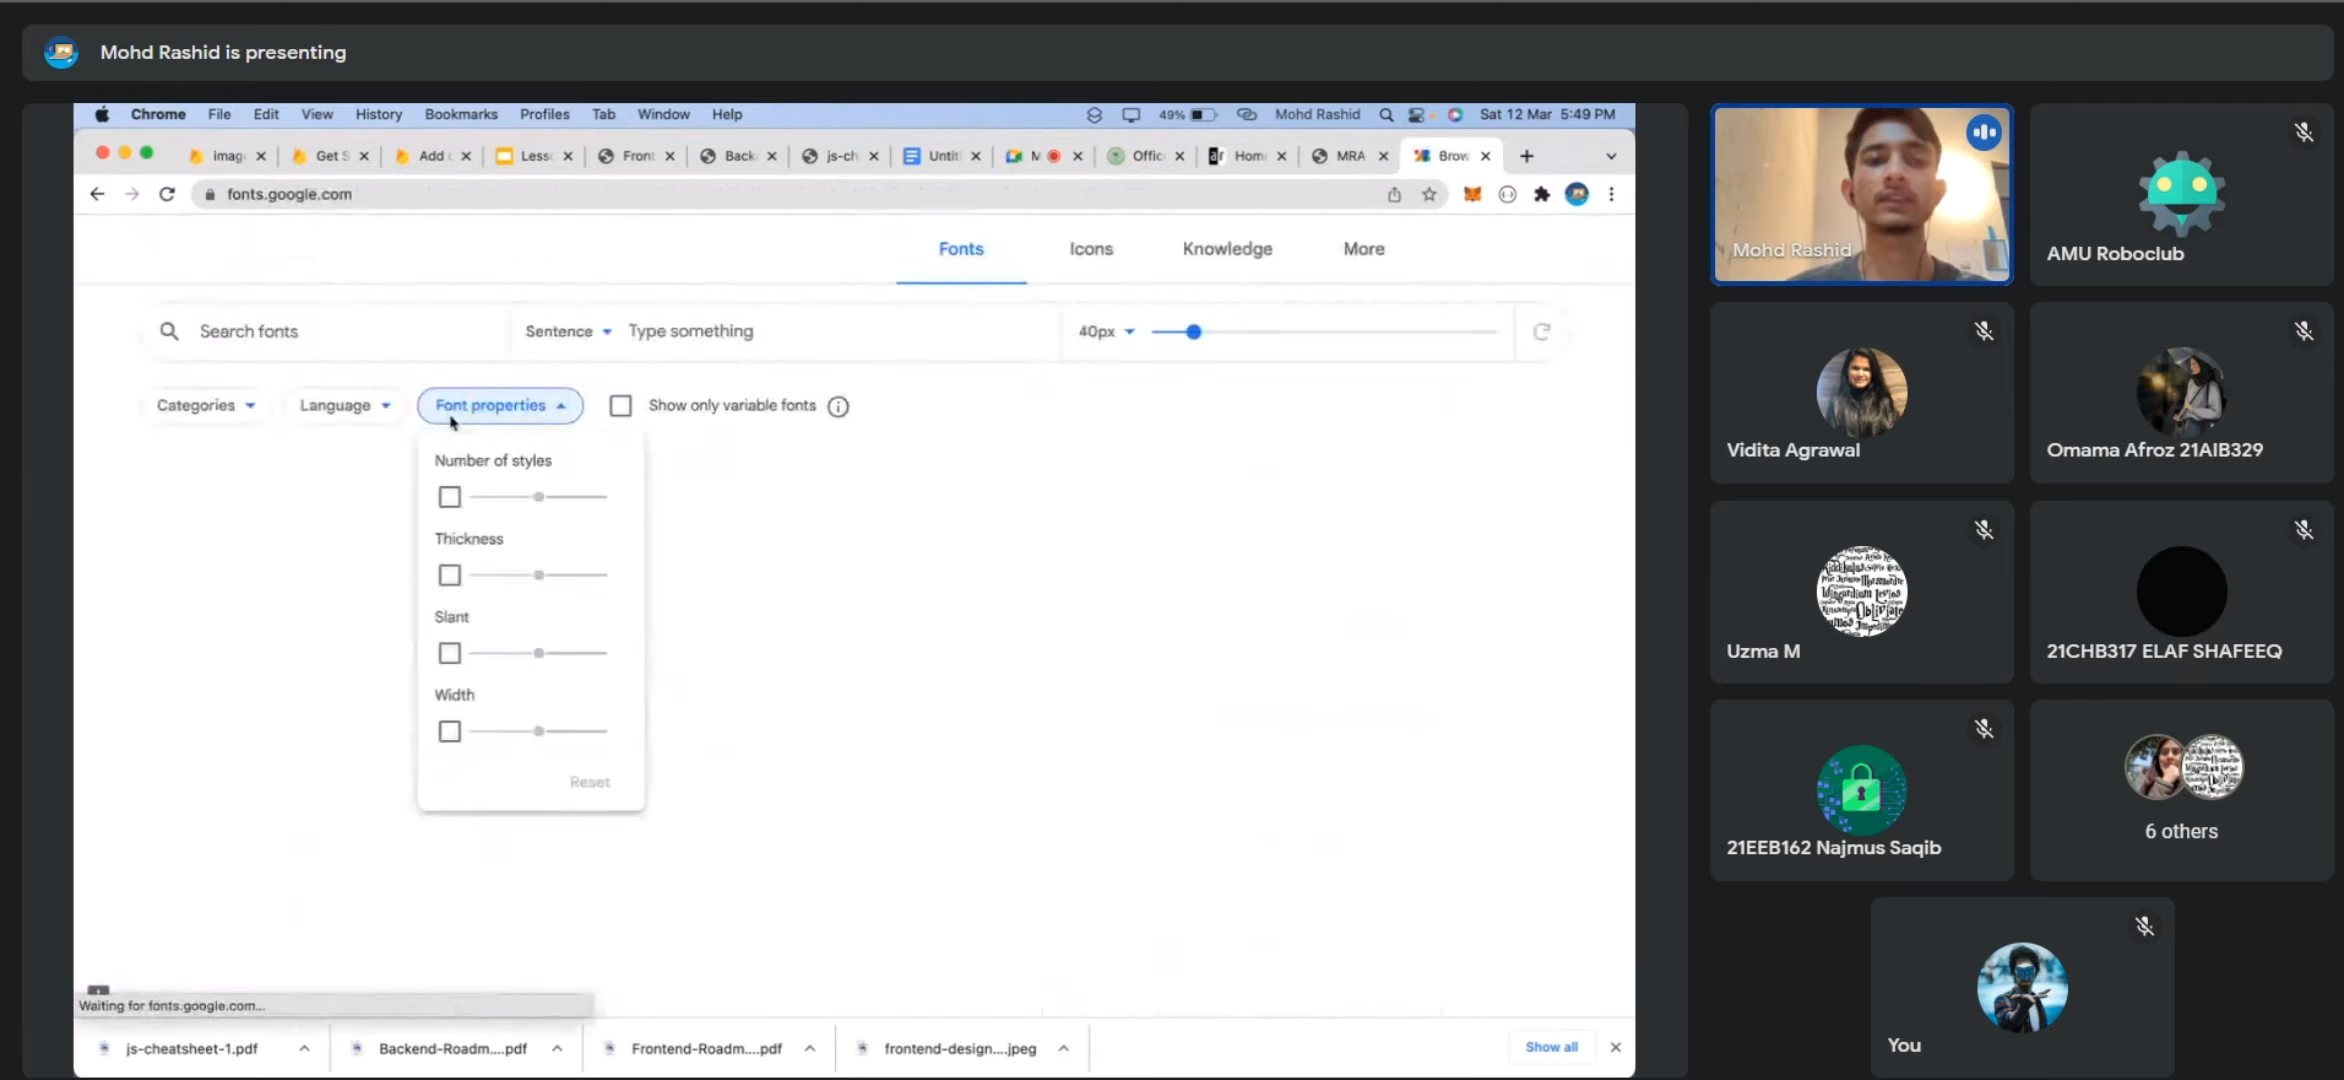 Mohd Rashid is presenting
Chrome File Edit View History Bookmarks Profiles Tab Window Help 49% Mohd Rashid Sat 12 Mar 5:49 PM
imag Get S Add Less Front Back js-ch Untit M Offic ar Hom MRA Brow
fonts.google.com
Fonts Icons Knowledge More
Search fonts Sentence Type something 40px
Categories Language Font properties Show only variable fonts
Number of styles
Thickness
Slant
Width
Reset
Waiting for fonts.google.com...
js-cheatsheet-1.pdf Backend-Roadm....pdf Frontend-Roadm....pdf frontend-design....jpeg Show all
Mohd Rashid
AMU Roboclub
Vidita Agrawal
Omama Afroz 21AIB329
Uzma M
21CHB317 ELAF SHAFEEQ
21EEB162 Najmus Saqib
6 others
You